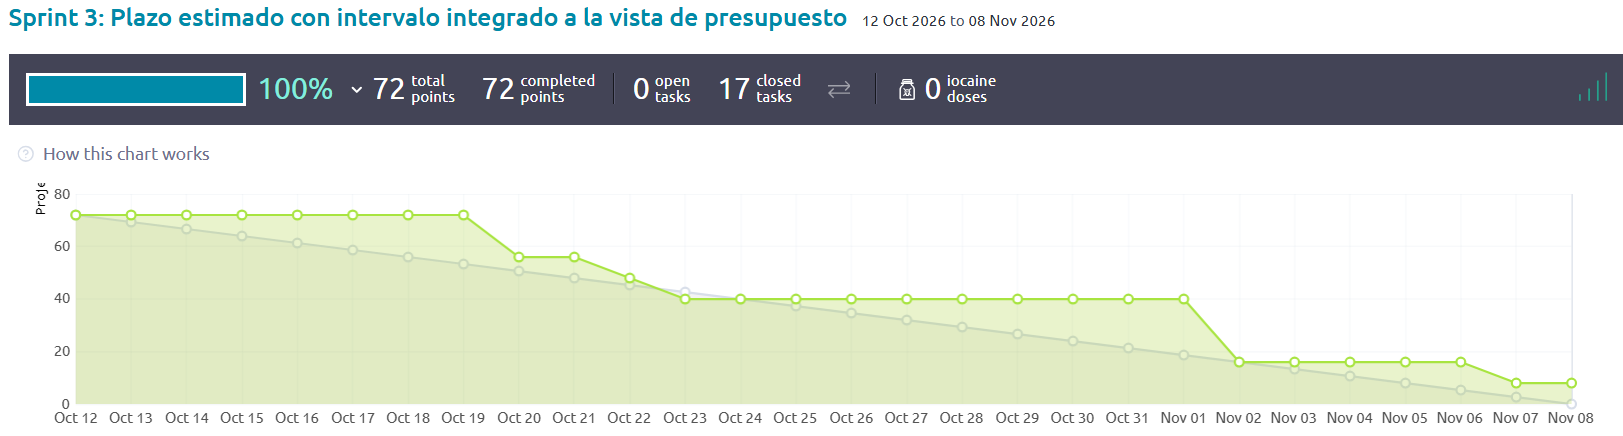 Sprint 3: Plazo estimado con intervalo integrado a la vista de presupuesto 12 Oct 2026 to 08 Nov 2026
100% 72 total points 72 completed points 0 open tasks 17 closed tasks 0 iocaine doses
How this chart works
Proje
80
60
40
20
0
Oct 12 Oct 13 Oct 14 Oct 15 Oct 16 Oct 17 Oct 18 Oct 19 Oct 20 Oct 21 Oct 22 Oct 23 Oct 24 Oct 25 Oct 26 Oct 27 Oct 28 Oct 29 Oct 30 Oct 31 Nov 01 Nov 02 Nov 03 Nov 04 Nov 05 Nov 06 Nov 07 Nov 08